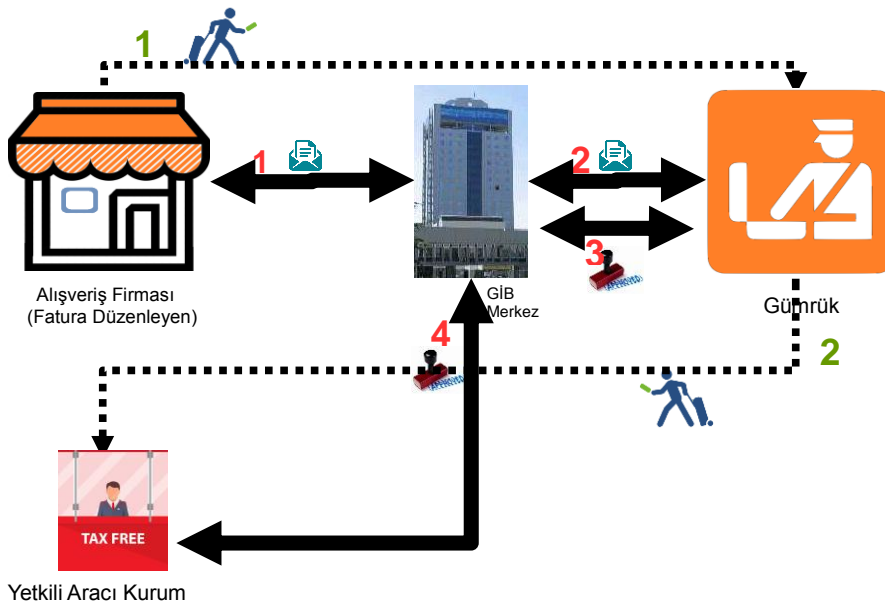 1
1
2
3
Alışveriş Firması
(Fatura Düzenleyen)
GİB
Merkez
Gümrük
4
2
TAX FREE
Yetkili Aracı Kurum